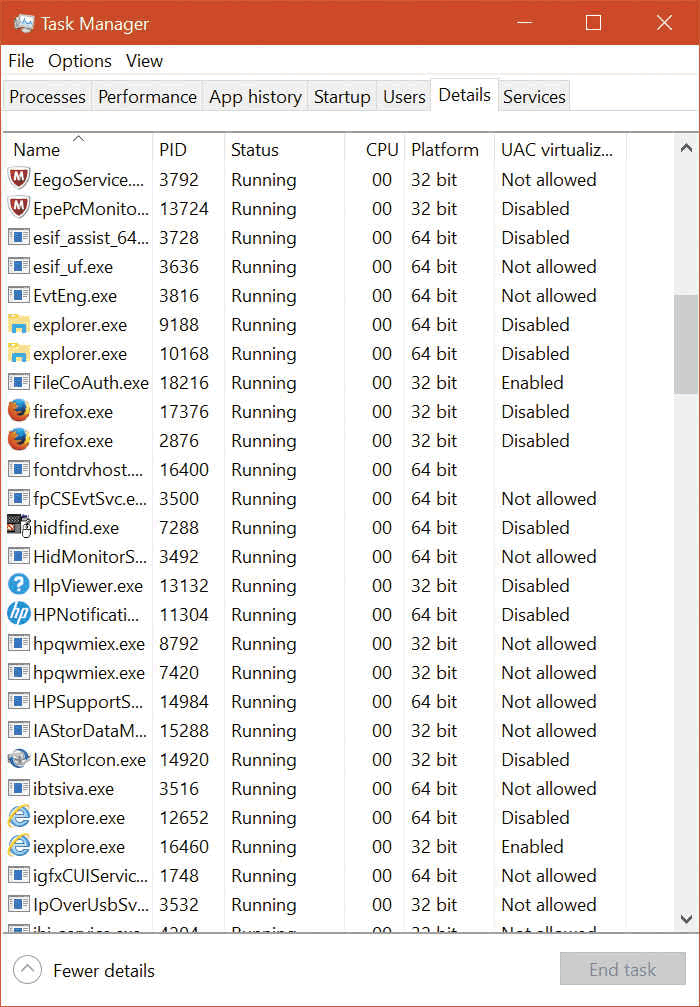 Task Manager
File Options View
Processes Performance App history Startup Users Details Services
Name PID Status CPU Platform UAC virtualiz...
EegoService.... 3792 Running 00 32 bit Not allowed
EpePcMonito... 13724 Running 00 32 bit Disabled
esif_assist_64... 3728 Running 00 64 bit Disabled
esif_uf.exe 3636 Running 00 64 bit Not allowed
EvtEng.exe 3816 Running 00 64 bit Not allowed
explorer.exe 9188 Running 00 64 bit Disabled
explorer.exe 10168 Running 00 64 bit Disabled
FileCoAuth.exe 18216 Running 00 32 bit Enabled
firefox.exe 17376 Running 00 32 bit Disabled
firefox.exe 2876 Running 00 32 bit Disabled
fontdrvhost.... 16400 Running 00 64 bit
fpCSEvtSvc.e... 3500 Running 00 64 bit Not allowed
hidfind.exe 7288 Running 00 64 bit Disabled
HidMonitorS... 3492 Running 00 64 bit Not allowed
HlpViewer.exe 13132 Running 00 32 bit Disabled
hp HPNotificati... 11304 Running 00 64 bit Disabled
hpqwmiex.exe 8792 Running 00 32 bit Not allowed
hpqwmiex.exe 7420 Running 00 32 bit Not allowed
HPSupportS... 14984 Running 00 64 bit Not allowed
IAStorDataM... 15288 Running 00 32 bit Not allowed
IAStorIcon.exe 14920 Running 00 32 bit Disabled
ibtsiva.exe 3516 Running 00 64 bit Not allowed
iexplore.exe 12652 Running 00 64 bit Disabled
iexplore.exe 16460 Running 00 32 bit Enabled
igfxCUIServic... 1748 Running 00 64 bit Not allowed
IpOverUsbSv... 3532 Running 00 32 bit Not allowed
Running 00 Not allowed
Fewer details End task